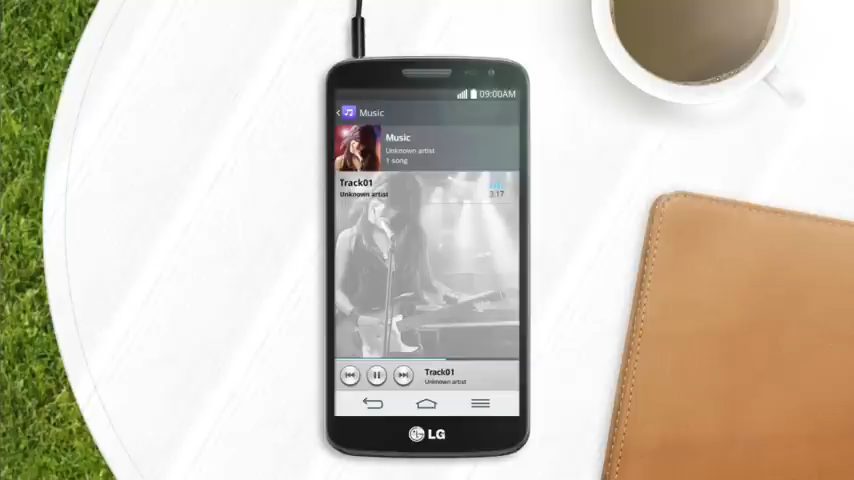 09:00AM
Music
Music
Unknown artist
1 song
Track01
Unknown artist
3:17
Track01
Unknown artist
LG